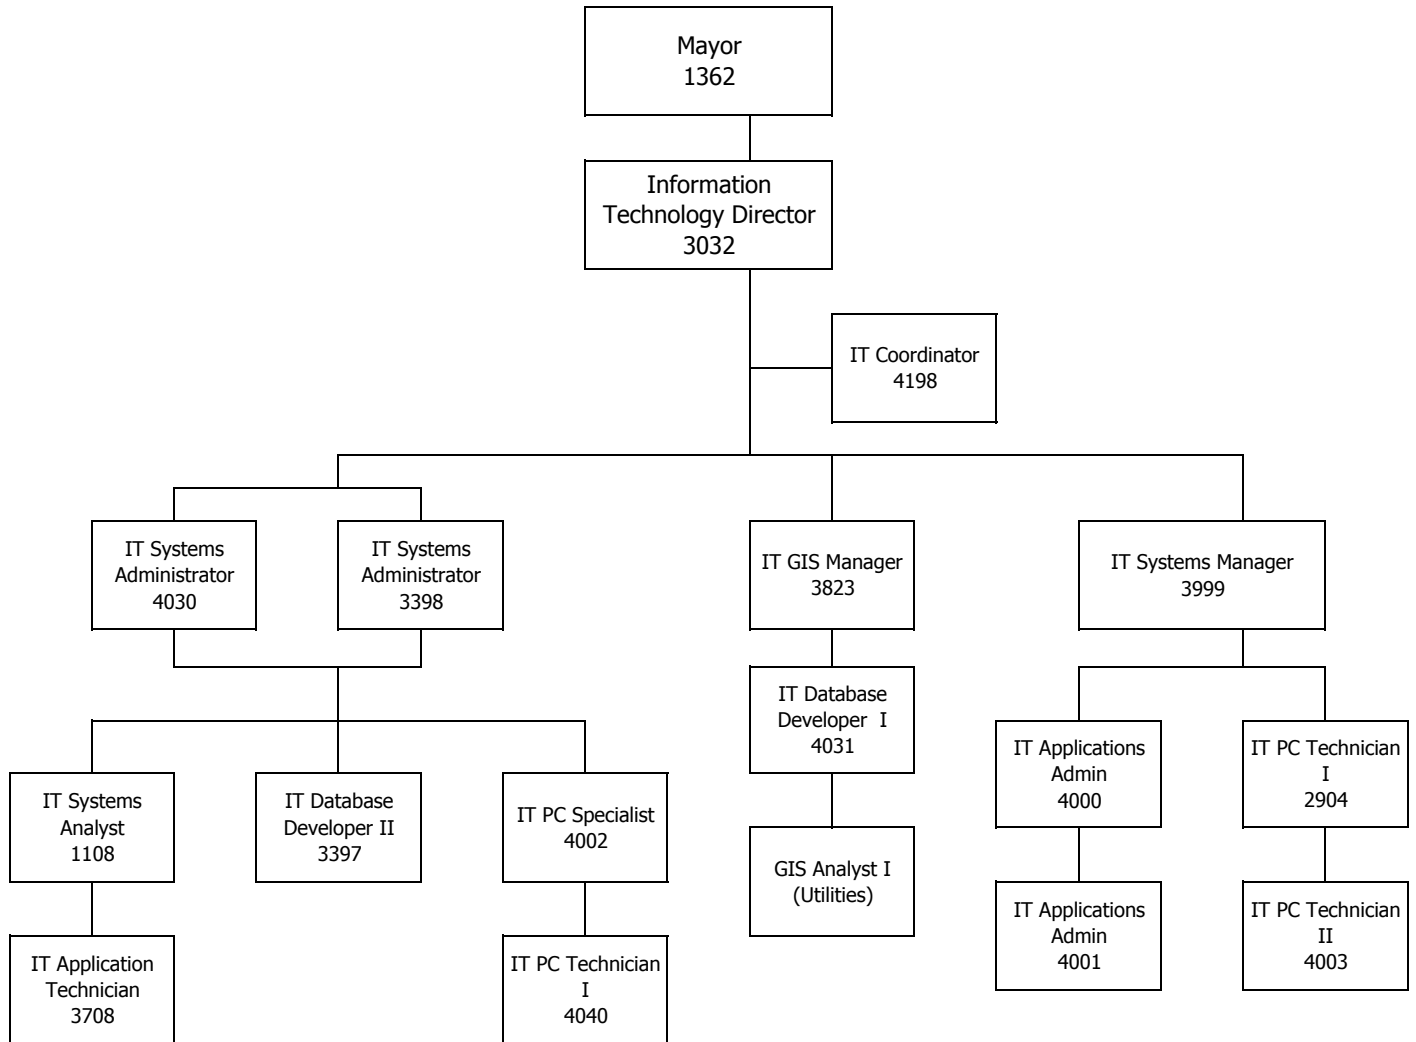 Mayor
1362
Information
Technology Director
3032
IT Coordinator
4198
IT Systems
Administrator
4030
IT Systems
Administrator
3398
IT GIS Manager
3823
IT Systems Manager
3999
IT Database
Developer I
4031
IT Applications
Admin
4000
IT PC Technician
I
2904
IT Systems
Analyst
1108
IT Database
Developer II
3397
IT PC Specialist
4002
GIS Analyst I
(Utilities)
IT Applications
Admin
4001
IT PC Technician
II
4003
IT Application
Technician
3708
IT PC Technician
I
4040